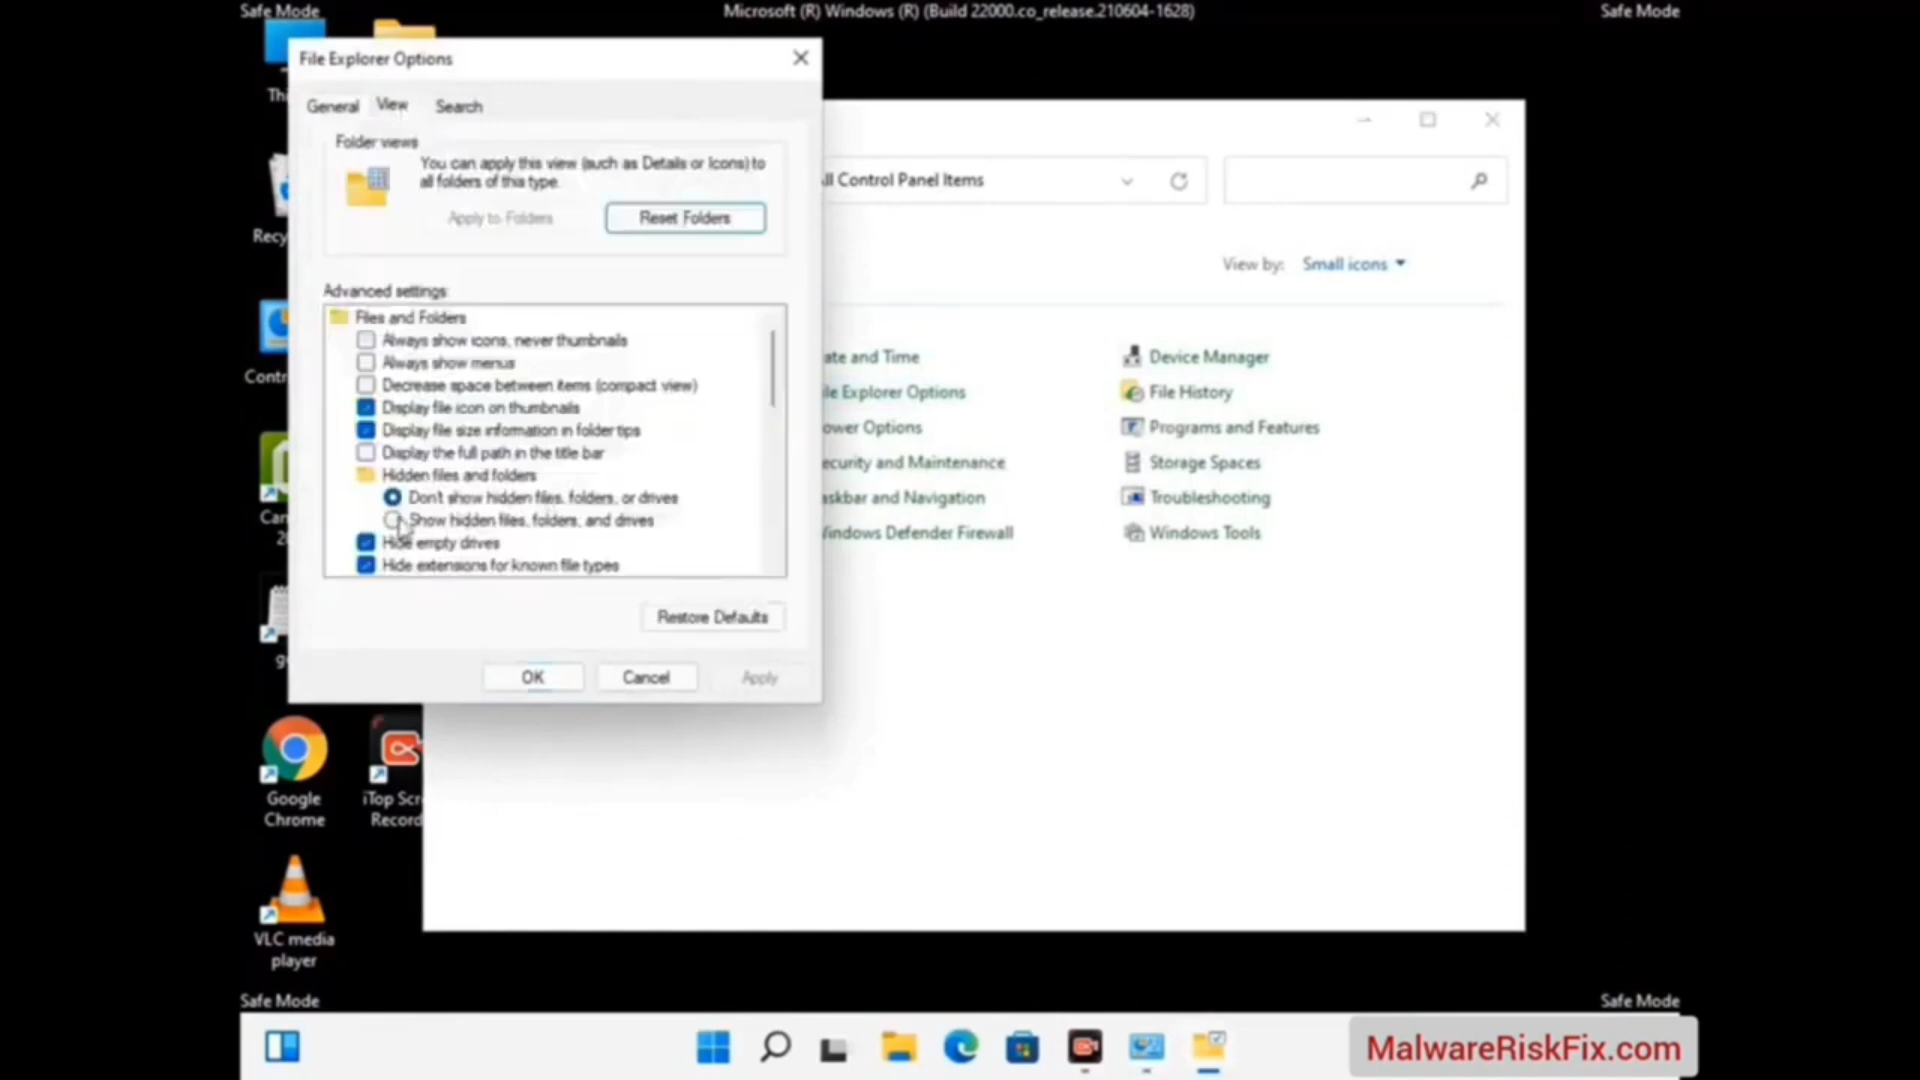 Safe Mode
Microsoft (R) Windows (R) (Build 22000.co_release.210604-1628)
Safe Mode
File Explorer Options
General
View
Search
Folder views
You can apply this view (such as Details or Icons) to
all folders of this type.
Apply to Folders
Reset Folders
Advanced settings:
Files and Folders
Always show icons, never thumbnails
Always show menus
Decrease space between items (compact view)
Display file icon on thumbnails
Display file size information in folder tips
Display the full path in the title bar
Hidden files and folders
Don't show hidden files, folders, or drives
Show hidden files, folders, and drives
Hide empty drives
Hide extensions for known file types
Restore Defaults
OK
Cancel
Apply
ll Control Panel Items
View by:
Small icons
ate and Time
Device Manager
ile Explorer Options
File History
ower Options
Programs and Features
ecurity and Maintenance
Storage Spaces
askbar and Navigation
Troubleshooting
indows Defender Firewall
Windows Tools
Thi
Recy
Contr
Cam
20
g
Google
Chrome
iTop Scr
Record
VLC media
player
Safe Mode
Safe Mode
MalwareRiskFix.com